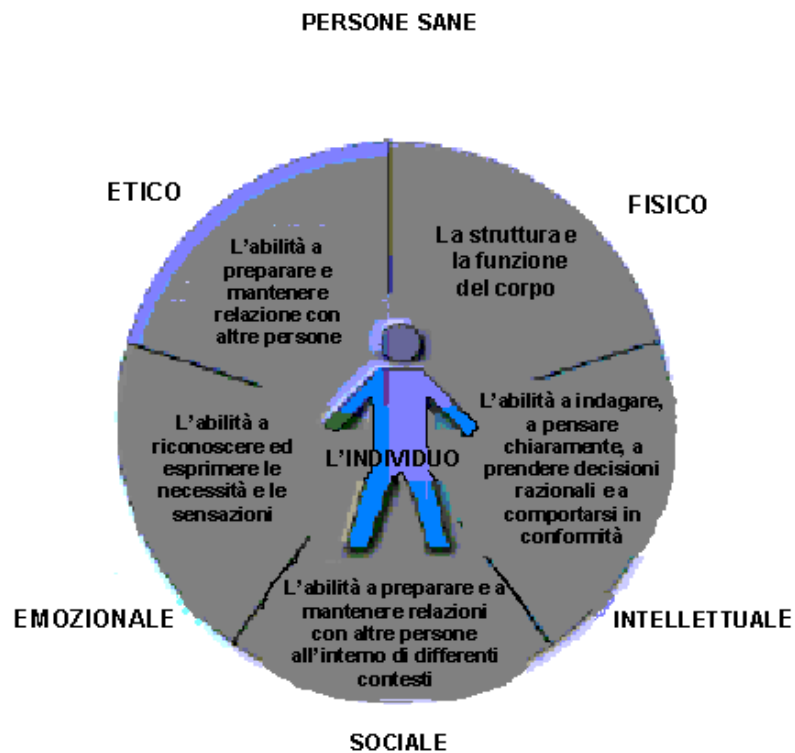 PERSONE SANE
ETICO
FISICO
L'abilità a
preparare e
mantenere
relazione con
altre persone
La struttura e
la funzione
del corpo
L'abilità a
riconoscere ed
esprimere le
necessità e le
sensazioni
L'INDIVIDUO
L'abilità a indagare,
a pensare
chiaramente, a
prendere decisioni
razionali e a
comportarsi in
conformità
EMOZIONALE
L'abilità a preparare e a
mantenere relazioni
con altre persone
all'interno di differenti
contesti
INTELLETTUALE
SOCIALE